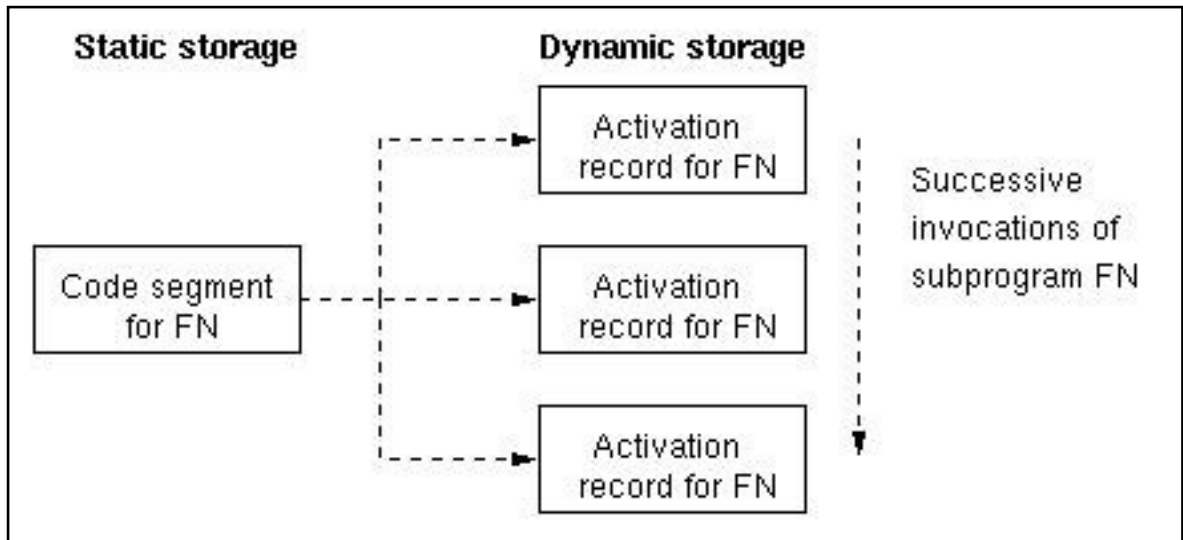 Static storage
Dynamic storage
Activation
record for FN
Code segment
for FN
Activation
record for FN
Activation
record for FN
Successive
invocations of
subprogram FN